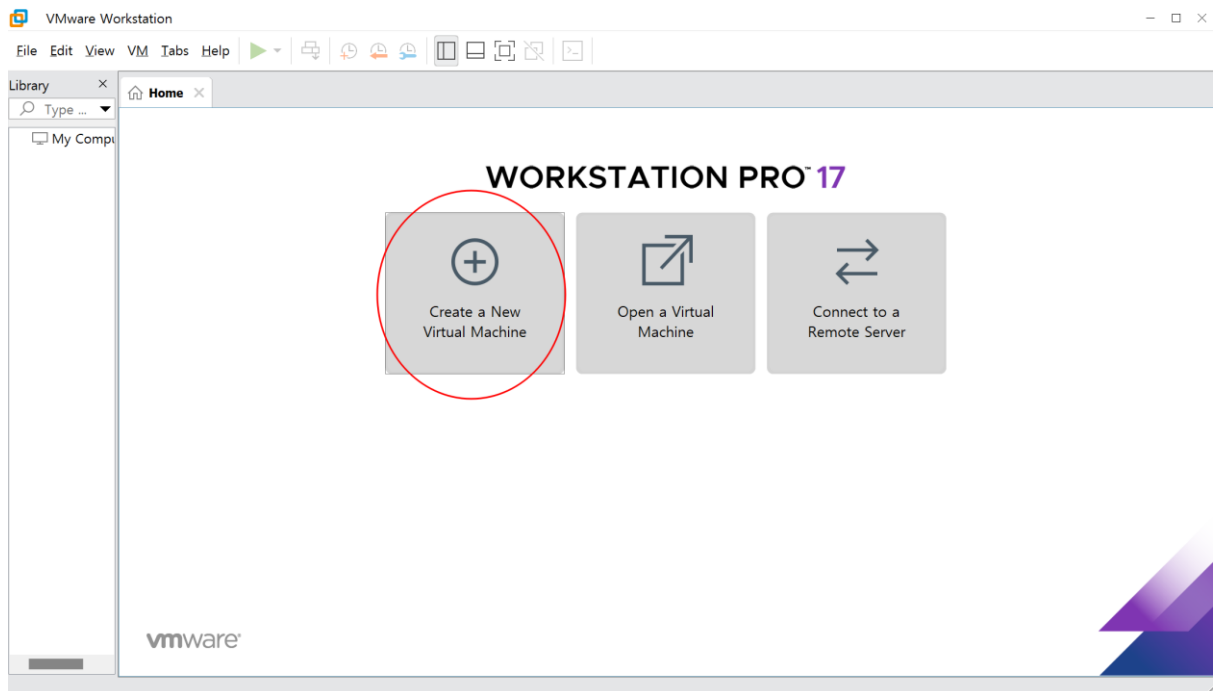 VMware Workstation
File Edit View VM Tabs Help
Library
Type ...
Home
My Compu
WORKSTATION PRO™ 17
Create a New
Virtual Machine
Open a Virtual
Machine
Connect to a
Remote Server
vmware®